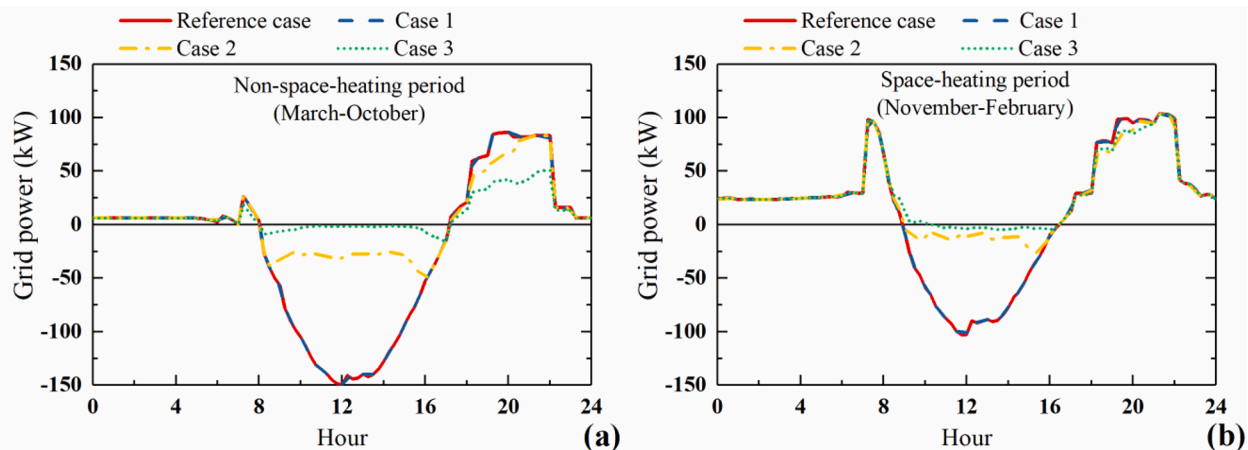 Reference case Case 1
Case 2 Case 3
150
100
50
0
-50
-100
-150
Grid power (kW)
Non-space-heating period
(March-October)
0 4 8 12 16 20 24
Hour
(a)
Reference case Case 1
Case 2 Case 3
150
100
50
0
-50
-100
-150
Grid power (kW)
Space-heating period
(November-February)
0 4 8 12 16 20 24
Hour
(b)